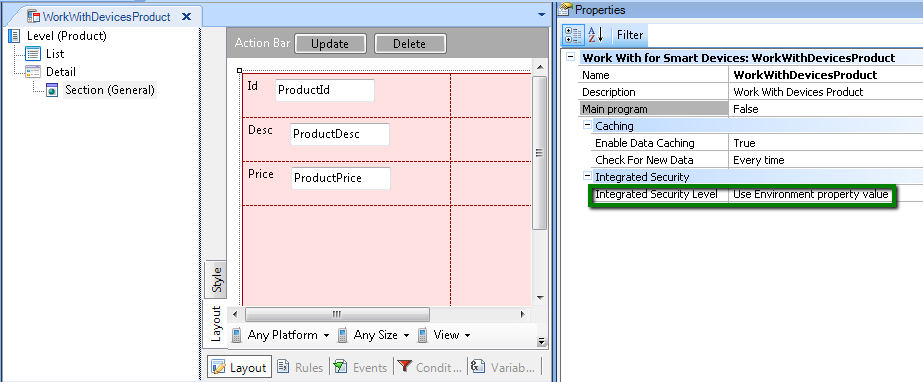 WorkWithDevicesProduct
Level (Product)
List
Detail
Section (General)
Action Bar Update Delete
Id ProductId
Desc ProductDesc
Price ProductPrice
Style
Layout
Any Platform Any Size View
Layout Rules Events Condit... Variab...
Properties
Filter
Work With for Smart Devices: WorkWithDevicesProduct
Name WorkWithDevicesProduct
Description Work With Devices Product
Main program False
Caching
Enable Data Caching True
Check For New Data Every time
Integrated Security
Integrated Security Level Use Environment property value